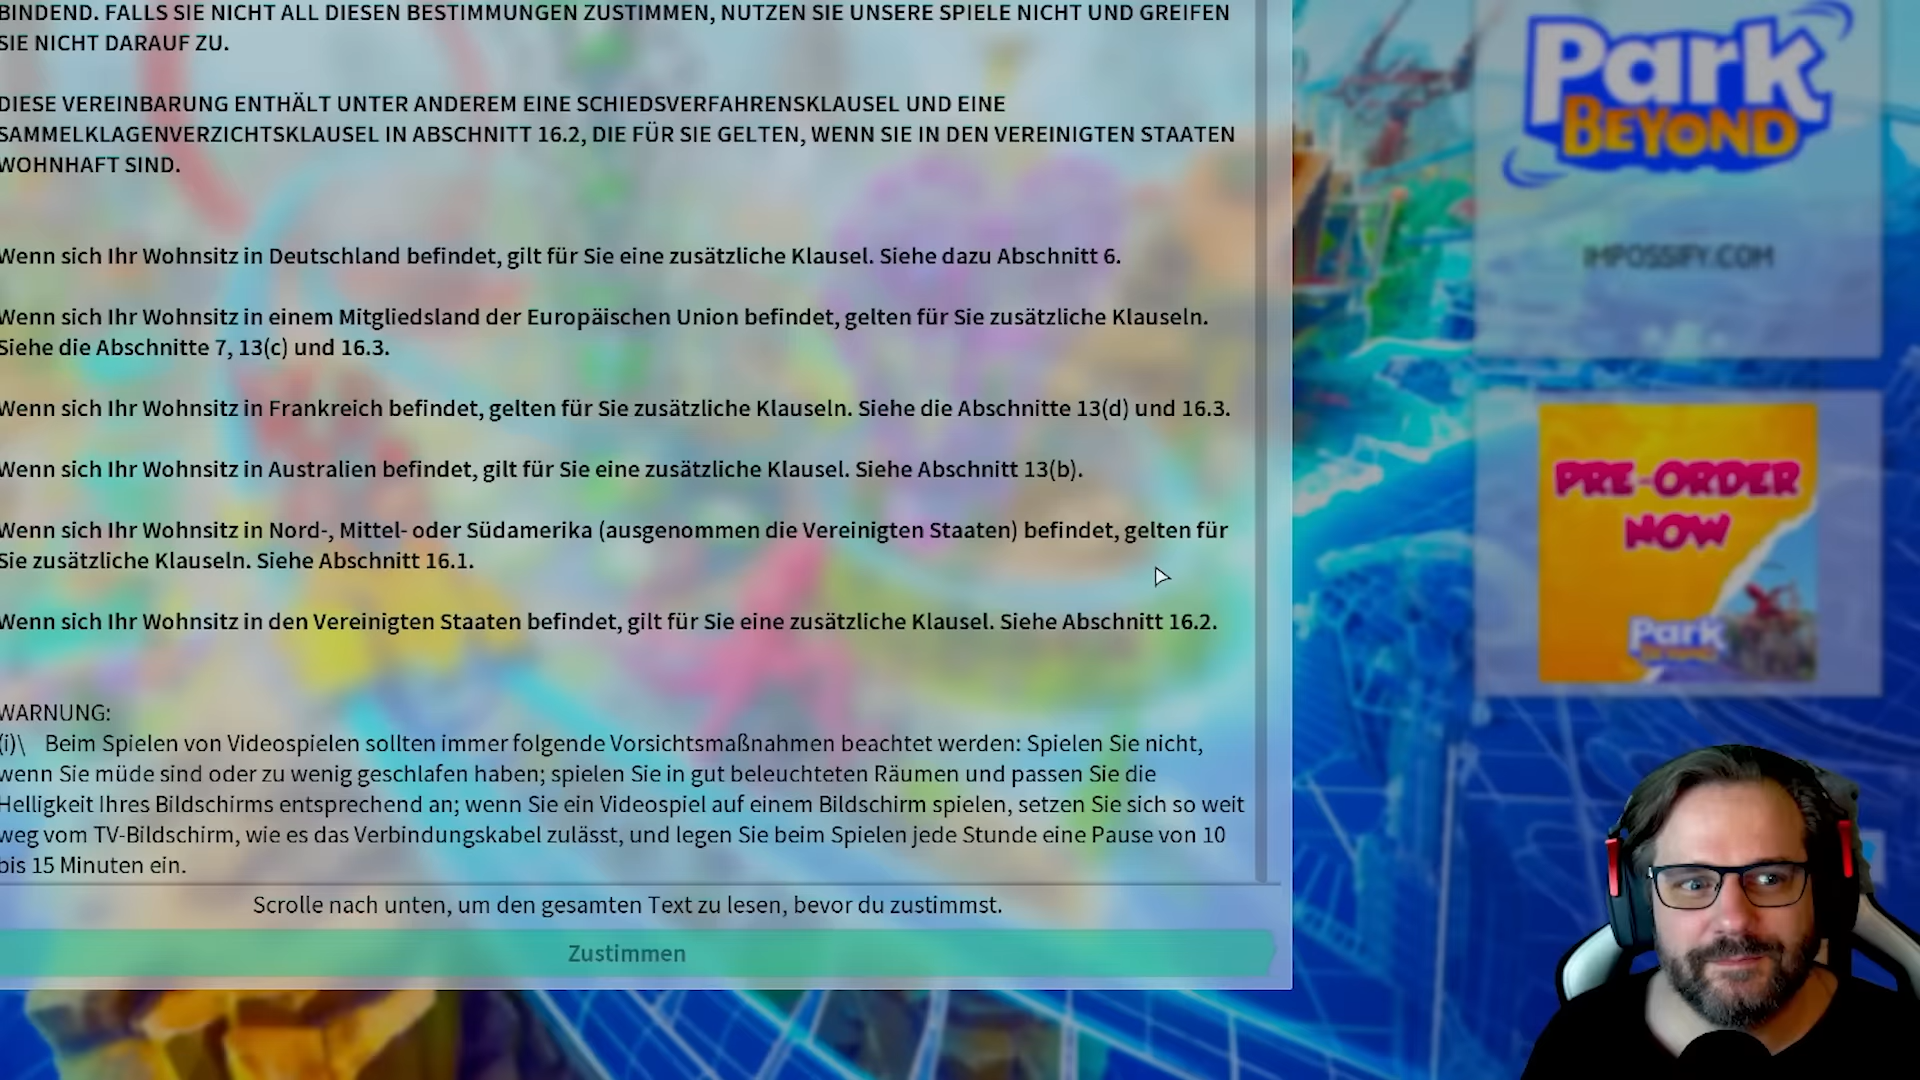 BINDEND. FALLS SIE NICHT ALL DIESEN BESTIMMUNGEN ZUSTIMMEN, NUTZEN SIE UNSERE SPIELE NICHT UND GREIFEN
SIE NICHT DARAUF ZU.
DIESE VEREINBARUNG ENTHÄLT UNTER ANDEREM EINE SCHIEDSVERFAHRENSKLAUSEL UND EINE
SAMMELKLAGENVERZICHTSKLAUSEL IN ABSCHNITT 16.2, DIE FÜR SIE GELTEN, WENN SIE IN DEN VEREINIGTEN STAATEN
WOHNHAFT SIND.
Wenn sich Ihr Wohnsitz in Deutschland befindet, gilt für Sie eine zusätzliche Klausel. Siehe dazu Abschnitt 6.
Wenn sich Ihr Wohnsitz in einem Mitgliedsland der Europäischen Union befindet, gelten für Sie zusätzliche Klauseln.
Siehe die Abschnitte 7, 13(c) und 16.3.
Wenn sich Ihr Wohnsitz in Frankreich befindet, gelten für Sie zusätzliche Klauseln. Siehe die Abschnitte 13(d) und 16.3.
Wenn sich Ihr Wohnsitz in Australien befindet, gilt für Sie eine zusätzliche Klausel. Siehe Abschnitt 13(b).
Wenn sich Ihr Wohnsitz in Nord-, Mittel- oder Südamerika (ausgenommen die Vereinigten Staaten) befindet, gelten für
Sie zusätzliche Klauseln. Siehe Abschnitt 16.1.
Wenn sich Ihr Wohnsitz in den Vereinigten Staaten befindet, gilt für Sie eine zusätzliche Klausel. Siehe Abschnitt 16.2.
WARNUNG:
(i)\ Beim Spielen von Videospielen sollten immer folgende Vorsichtsmaßnahmen beachtet werden: Spielen Sie nicht,
wenn Sie müde sind oder zu wenig geschlafen haben; spielen Sie in gut beleuchteten Räumen und passen Sie die
Helligkeit Ihres Bildschirms entsprechend an; wenn Sie ein Videospiel auf einem Bildschirm spielen, setzen Sie sich so weit
weg vom TV-Bildschirm, wie es das Verbindungskabel zulässt, und legen Sie beim Spielen jede Stunde eine Pause von 10
bis 15 Minuten ein.
Scrolle nach unten, um den gesamten Text zu lesen, bevor du zustimmst.
Zustimmen
Park
BEYOND
IMPOSSIFY.COM
PRE-ORDER
NOW
Park
BEYOND